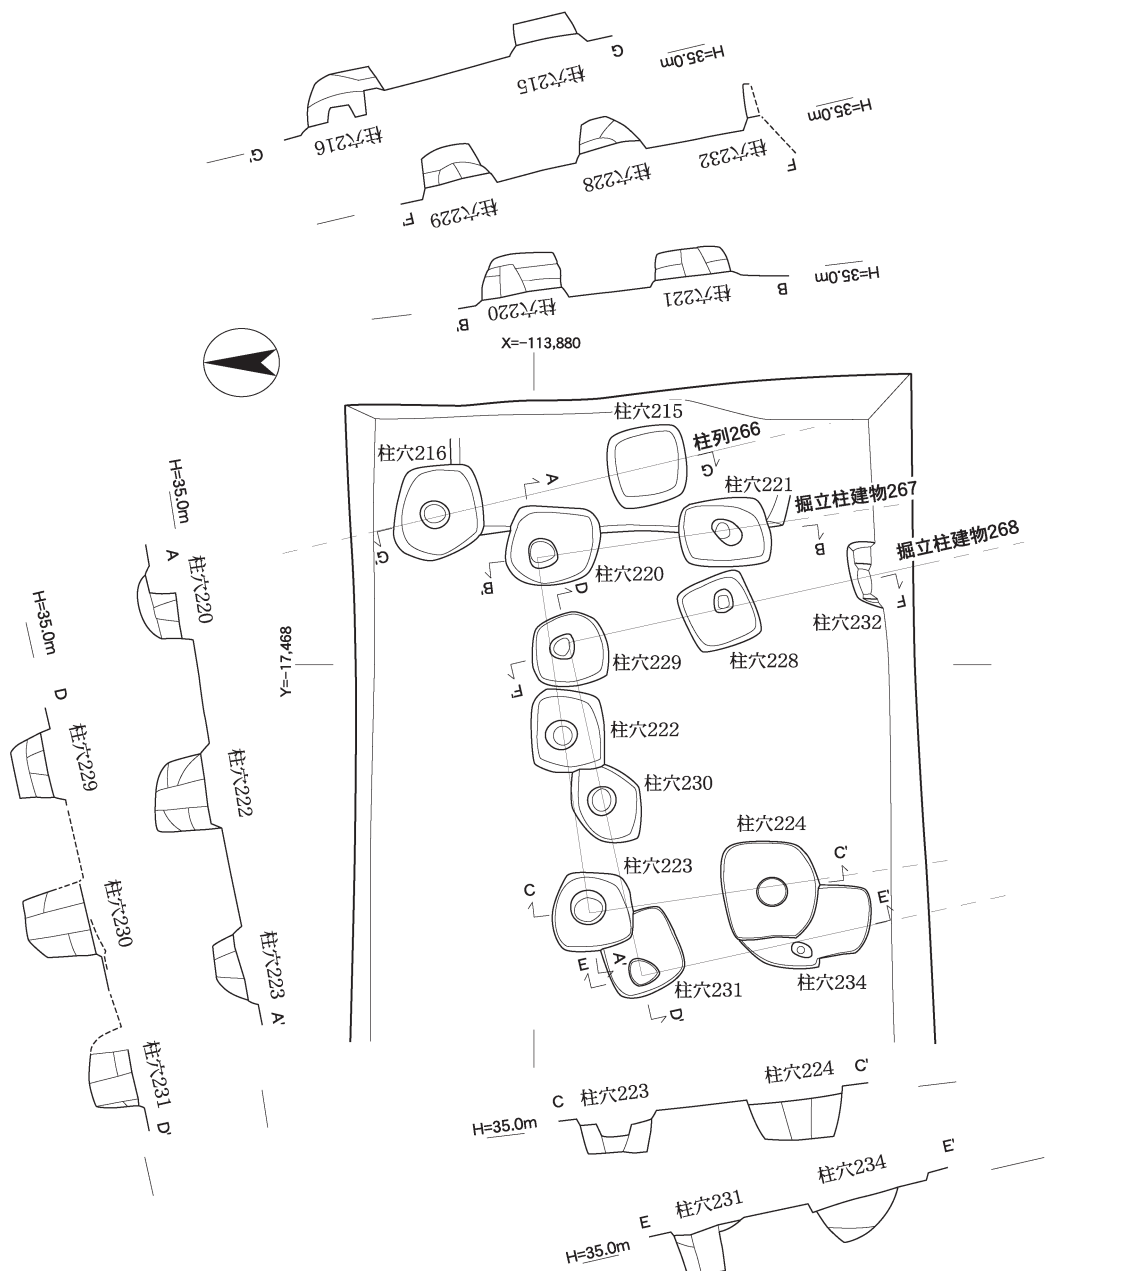 G
柱穴215
H=35.0m
柱穴216
G'
H=35.0m
柱穴232
F
柱穴228
柱穴229
F'
H=35.0m
B
柱穴221
柱穴220
B'
X=-113,880
柱穴215
柱列266
柱穴216
G
A
柱穴221
掘立柱建物267
H=35.0m
掘立柱建物268
G'
B
A
柱穴220
柱穴220
B'
D
F
柱穴232
H=35.0m
Y=-17,468
柱穴229
柱穴228
D
F'
柱穴229
柱穴222
柱穴222
柱穴230
柱穴224
柱穴223
C'
C
E'
柱穴230
柱穴223
E
A'
柱穴231
柱穴234
A'
D'
柱穴231
D'
C
柱穴223
柱穴224
C'
H=35.0m
E
柱穴231
柱穴234
E'
H=35.0m